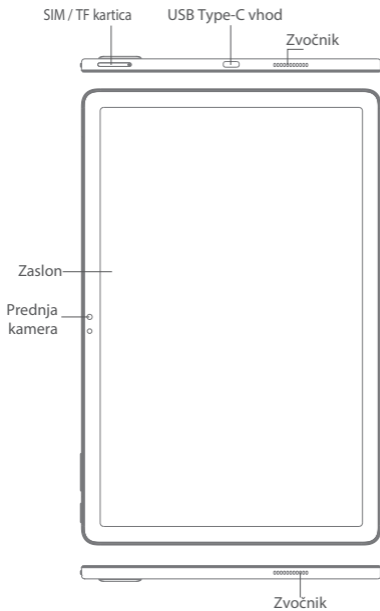 SIM / TF kartica
USB Type-C vhod
Zvočnik
Zaslon
Prednja
kamera
Zvočnik